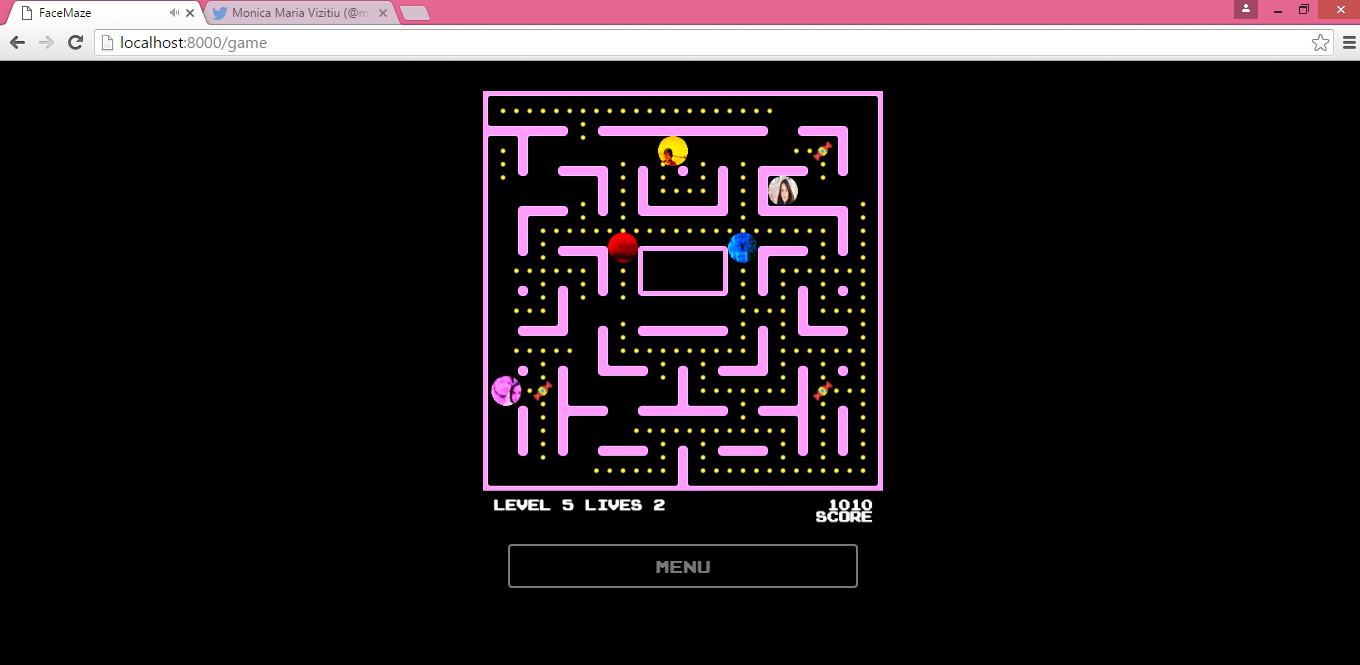 FaceMaze
Monica Maria Vizitiu (@m
localhost:8000/game
LEVEL 5 LIVES 2
1010
SCORE
MENU